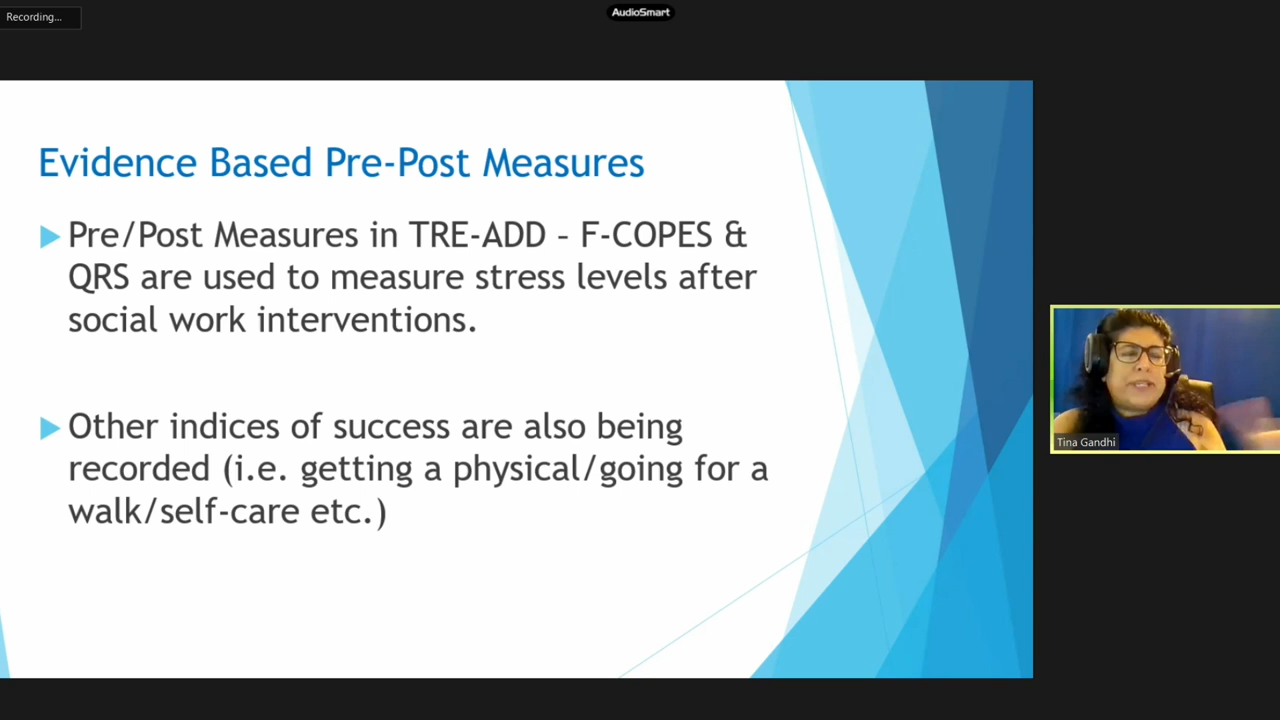 Recording...
AudioSmart
Evidence Based Pre-Post Measures
Pre/Post Measures in TRE-ADD – F-COPES &
QRS are used to measure stress levels after
social work interventions.
Other indices of success are also being
recorded (i.e. getting a physical/going for a
walk/self-care etc.)
Tina Gandhi